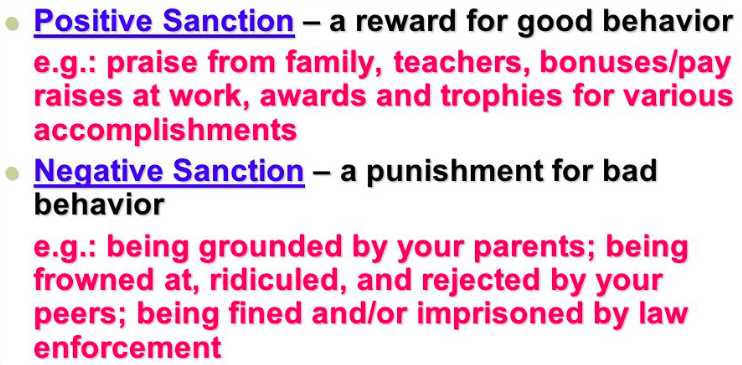 Positive Sanction – a reward for good behavior
e.g.: praise from family, teachers, bonuses/pay
raises at work, awards and trophies for various
accomplishments
Negative Sanction – a punishment for bad
behavior
e.g.: being grounded by your parents; being
frowned at, ridiculed, and rejected by your
peers; being fined and/or imprisoned by law
enforcement